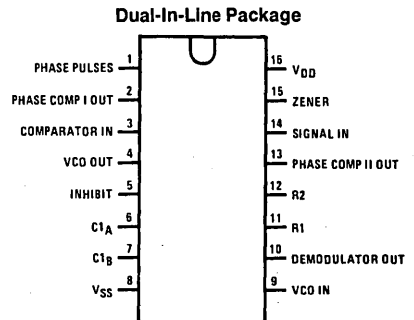 Dual-In-Line Package
PHASE PULSES 1 16 VDD
PHASE COMP I OUT 2 15 ZENER
COMPARATOR IN 3 14 SIGNAL IN
VCO OUT 4 13 PHASE COMP II OUT
INHIBIT 5 12 R2
C1A 6 11 R1
C1B 7 10 DEMODULATOR OUT
VSS 8 9 VCO IN